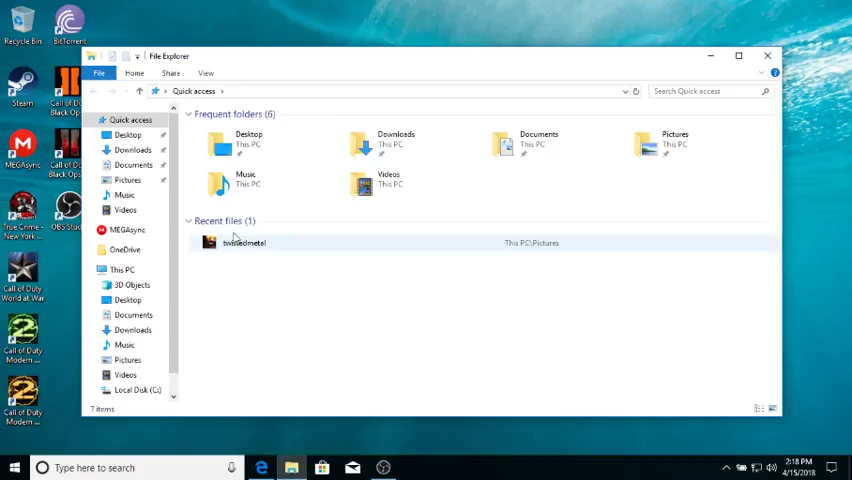 Recycle Bin
BitTorrent
Steam
Call of Duty
Black Ops
Call of Duty
Black Op...
MEGAsync
True Crime -
New York ...
OBS Studio
Call of Duty
World at War
Call of Duty
Modern ...
Call of Duty
Modern ...
File Explorer
File
Home
Share
View
Quick access
Search Quick access
Quick access
Desktop
Downloads
Documents
Pictures
Music
Videos
MEGAsync
OneDrive
This PC
3D Objects
Desktop
Documents
Downloads
Music
Pictures
Videos
Local Disk (C:)
Frequent folders (6)
Desktop
This PC
Downloads
This PC
Documents
This PC
Pictures
This PC
Music
This PC
Videos
This PC
Recent files (1)
twistedmetal
This PC\Pictures
7 items
Type here to search
2:18 PM
4/15/2018